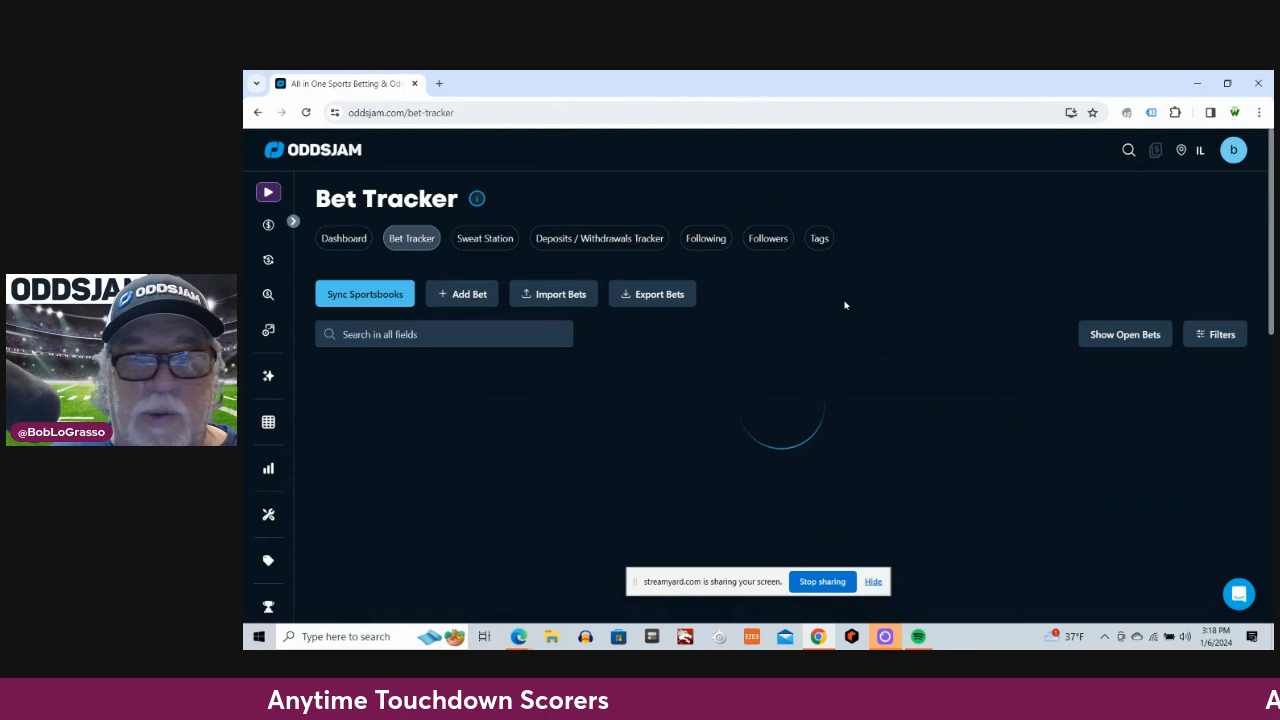 All in One Sports Betting & Od
oddsjam.com/bet-tracker
ODDSJAM
IL
b
Bet Tracker
Dashboard
Bet Tracker
Sweat Station
Deposits / Withdrawals Tracker
Following
Followers
Tags
Sync Sportsbooks
+ Add Bet
Import Bets
Export Bets
Search in all fields
Show Open Bets
Filters
ODDSJAM
ODDSJAM
@BobLoGrasso
streamyard.com is sharing your screen.
Stop sharing
Hide
Type here to search
37°F
3:18 PM
1/6/2024
Anytime Touchdown Scorers
A